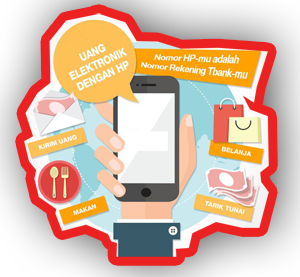 UANG
ELEKTRONIK
DENGAN HP
Nomor HP-mu adalah
Nomor Rekening Tbank-mu
KIRIM UANG
BELANJA
MAKAN
TARIK TUNAI